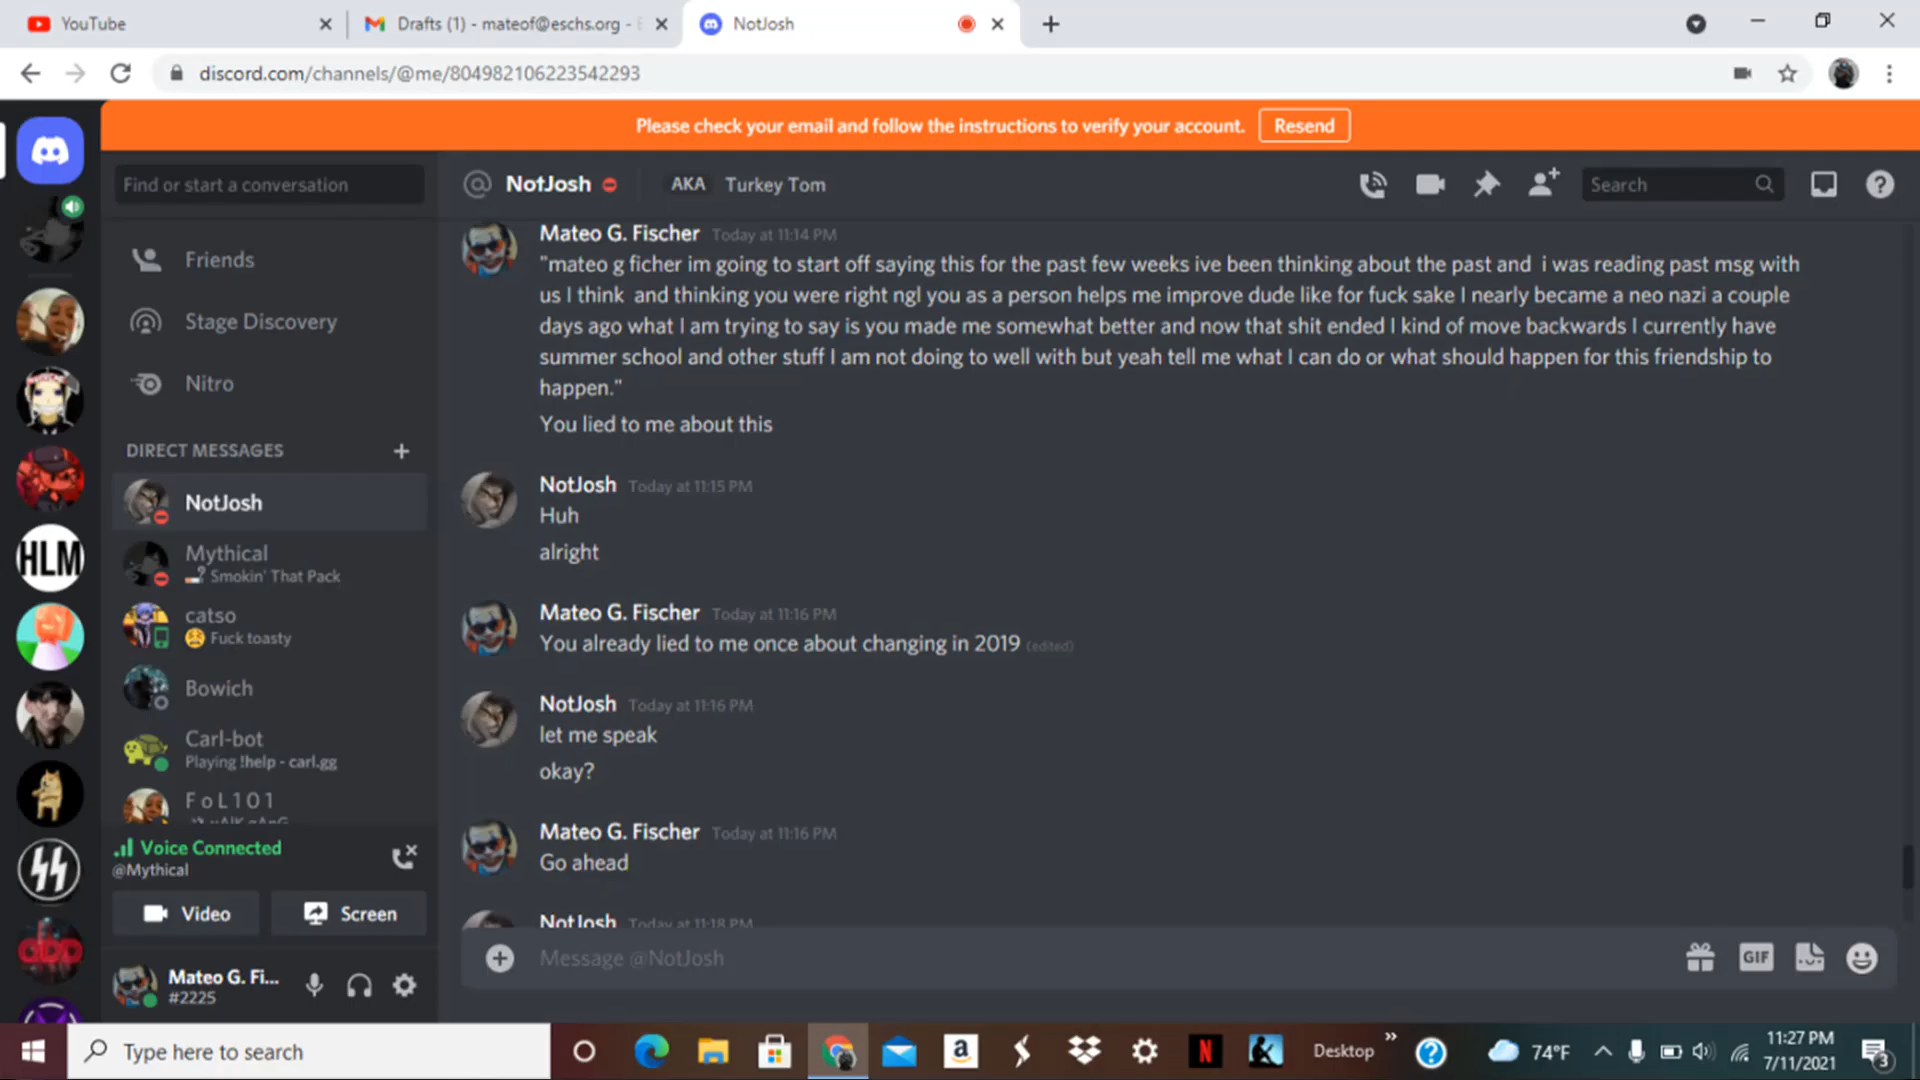 YouTube
Drafts (1) - mateof@eschs.org -
NotJosh
discord.com/channels/@me/804982106223542293
Please check your email and follow the instructions to verify your account.
Resend
Find or start a conversation
NotJosh
AKA
Turkey Tom
Search
Friends
Stage Discovery
Nitro
DIRECT MESSAGES
NotJosh
Mythical
Smokin' That Pack
catso
Fuck toasty
Bowich
Carl-bot
Playing !help - carl.gg
F o L 1 0 1
Voice Connected
@Mythical
Video
Screen
Mateo G. Fi...
#2225
HLM
Mateo G. Fischer Today at 11:14 PM
"mateo g ficher im going to start off saying this for the past few weeks ive been thinking about the past and i was reading past msg with
us I think and thinking you were right ngl you as a person helps me improve dude like for fuck sake I nearly became a neo nazi a couple
days ago what I am trying to say is you made me somewhat better and now that shit ended I kind of move backwards I currently have
summer school and other stuff I am not doing to well with but yeah tell me what I can do or what should happen for this friendship to
happen."
You lied to me about this
NotJosh Today at 11:15 PM
Huh
alright
Mateo G. Fischer Today at 11:16 PM
You already lied to me once about changing in 2019 (edited)
NotJosh Today at 11:16 PM
let me speak
okay?
Mateo G. Fischer Today at 11:16 PM
Go ahead
NotJosh Today at 11:18 PM
Message @NotJosh
GIF
Type here to search
Desktop
74°F
11:27 PM
7/11/2021
3